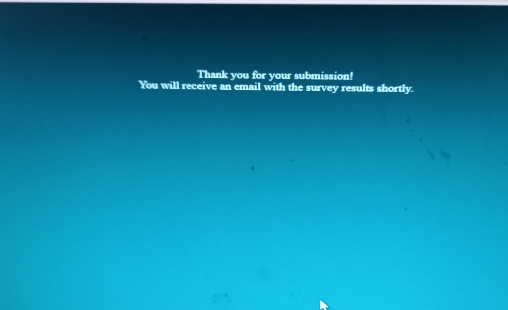 Thank you for your submission!
You will receive an email with the survey results shortly.